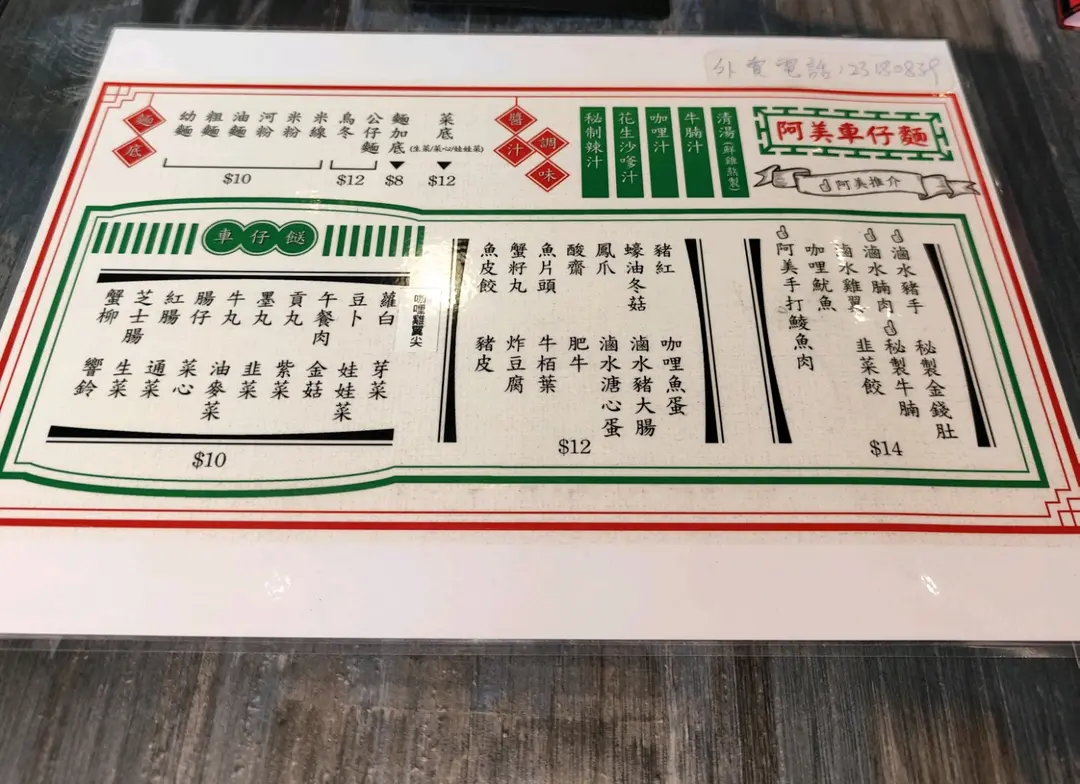 外賣電話:23180839
阿美車仔麵
阿美推介
醬汁調味
清湯(鮮雞熬製)
牛腩汁
咖哩汁
花生沙嗲汁
秘制辣汁
麵底
幼麵
粗麵
油麵
河粉
米粉
米線
$10
烏冬
公仔麵
$12
麵加底
$8
菜底
(生菜/菜心/娃娃菜)
$12
車仔餸
滷水豬手
滷水腩肉
滷水雞翼
咖哩魷魚
阿美手打鯪魚肉
秘製金錢肚
秘製牛腩
韭菜餃
$14
豬紅
蠔油冬菇
鳳爪
酸齋
魚片頭
蟹籽丸
魚皮餃
咖哩魚蛋
滷水豬大腸
滷水溏心蛋
肥牛
牛栢葉
炸豆腐
豬皮
$12
咖哩雞翼尖
蘿白
豆卜
午餐肉
貢丸
墨丸
牛丸
腸仔
紅腸
芝士腸
蟹柳
芽菜
娃娃菜
金菇
紫菜
韭菜
油麥菜
菜心
通菜
生菜
響鈴
$10